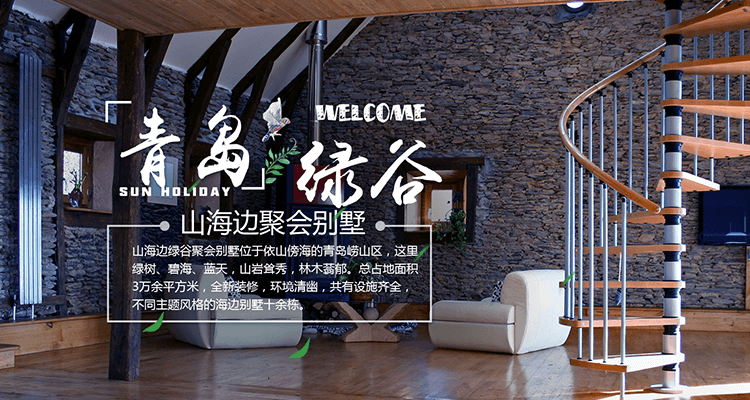 WELCOME
青岛
绿谷
SUN HOLIDAY
山海边聚会别墅
山海边绿谷聚会别墅位于依山傍海的青岛崂山区，这里
绿树、碧海、蓝天，山岩耸秀，林木蓊郁。总占地面积
3万余平方米，全新装修，环境清幽，共有设施齐全，
不同主题风格的海边别墅十余栋。